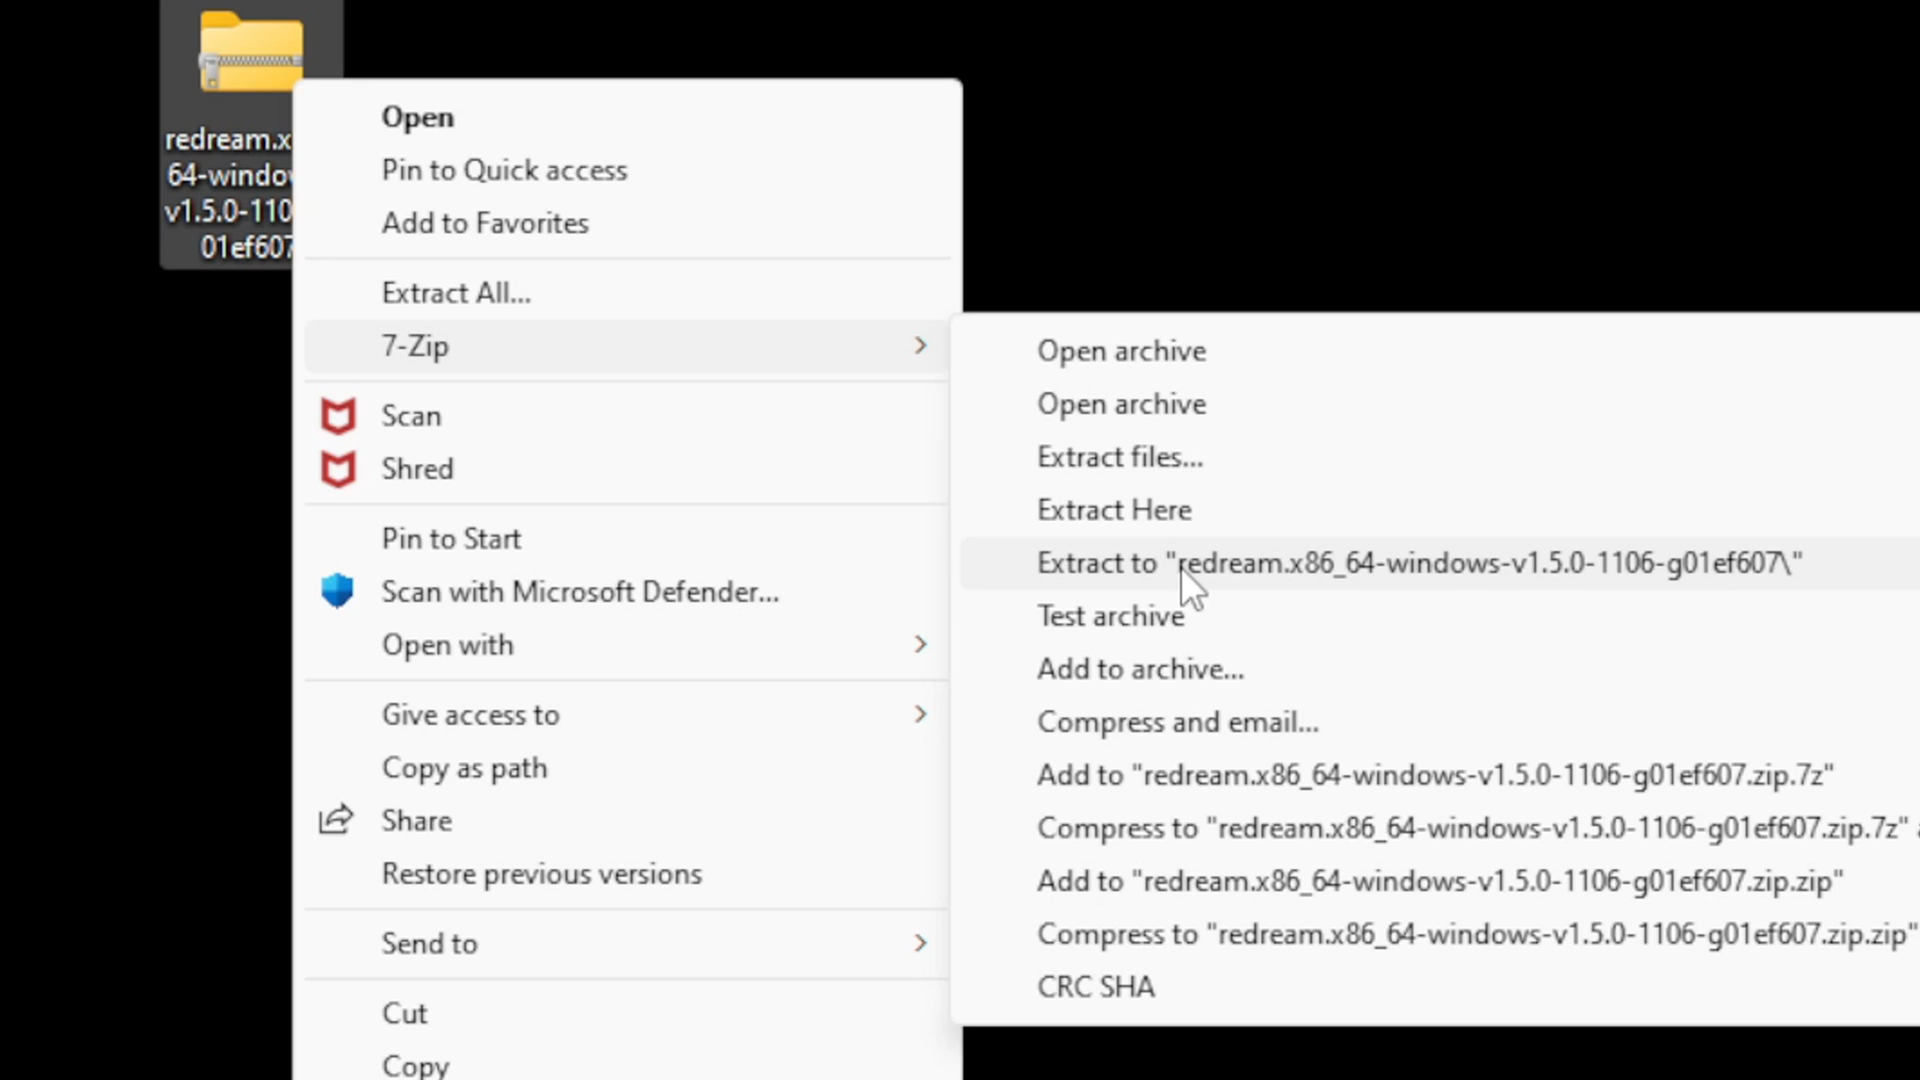 redream.x
64-windo
v1.5.0-110
01ef607
Open
Pin to Quick access
Add to Favorites
Extract All...
7-Zip
Scan
Shred
Pin to Start
Scan with Microsoft Defender...
Open with
Give access to
Copy as path
Share
Restore previous versions
Send to
Cut
Copy
Open archive
Open archive
Extract files...
Extract Here
Extract to "redream.x86_64-windows-v1.5.0-1106-g01ef607\"
Test archive
Add to archive...
Compress and email...
Add to "redream.x86_64-windows-v1.5.0-1106-g01ef607.zip.7z"
Compress to "redream.x86_64-windows-v1.5.0-1106-g01ef607.zip.7z"
Add to "redream.x86_64-windows-v1.5.0-1106-g01ef607.zip.zip"
Compress to "redream.x86_64-windows-v1.5.0-1106-g01ef607.zip.zip"
CRC SHA